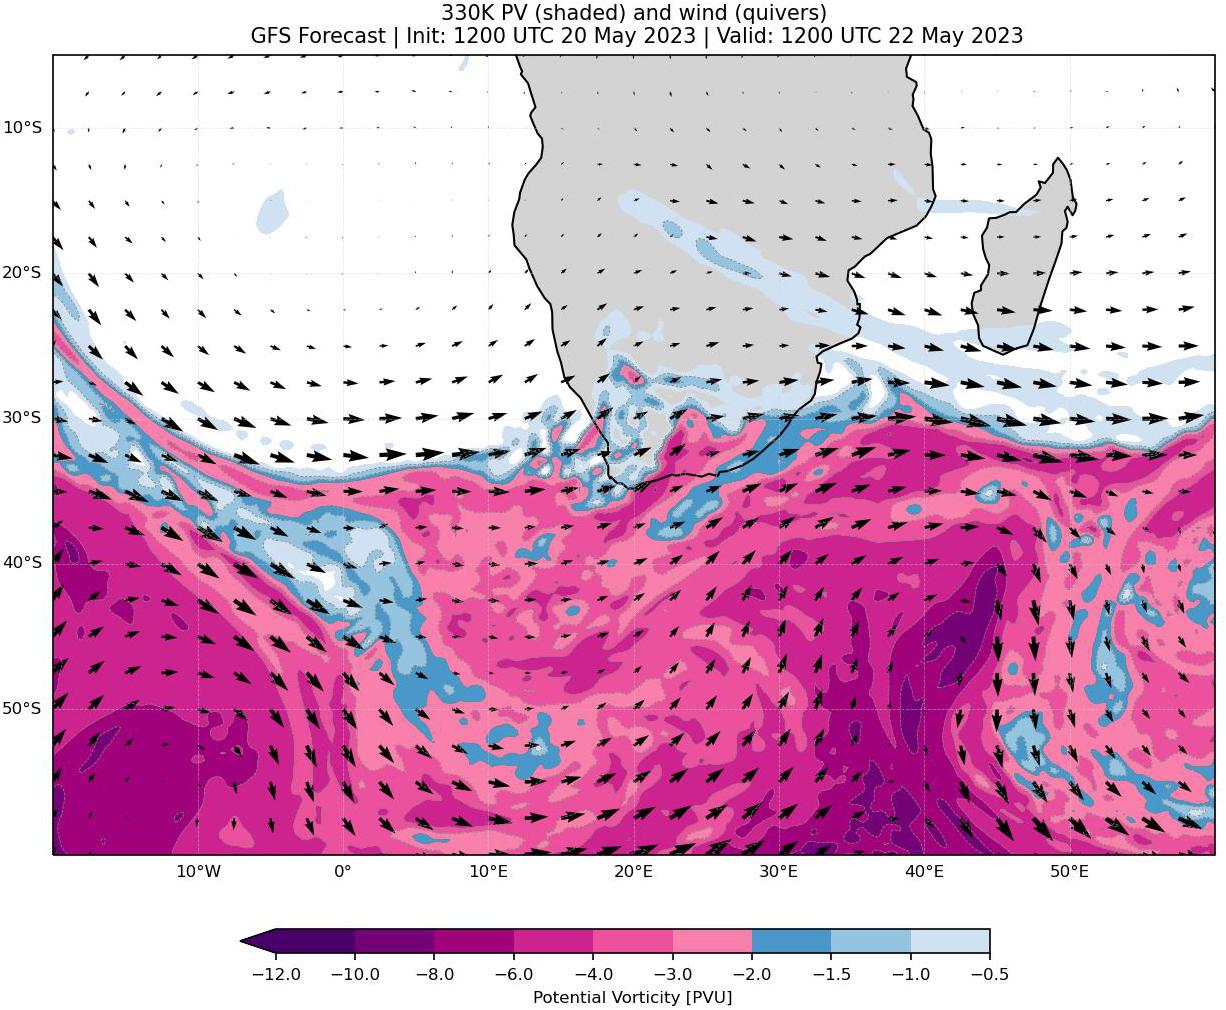 330K PV (shaded) and wind (quivers)
GFS Forecast | Init: 1200 UTC 20 May 2023 | Valid: 1200 UTC 22 May 2023
10°S
20°S
30°S
40°S
50°S
10°W 0° 10°E 20°E 30°E 40°E 50°E
−12.0 −10.0 −8.0 −6.0 −4.0 −3.0 −2.0 −1.5 −1.0 −0.5
Potential Vorticity [PVU]